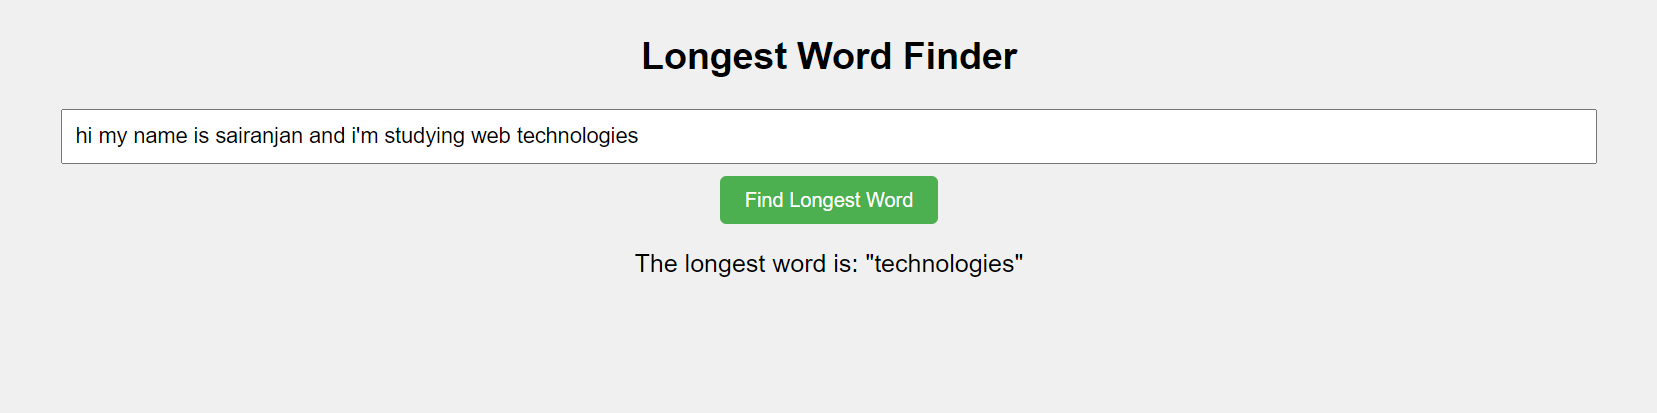 Longest Word Finder
hi my name is sairanjan and i'm studying web technologies
Find Longest Word
The longest word is: "technologies"